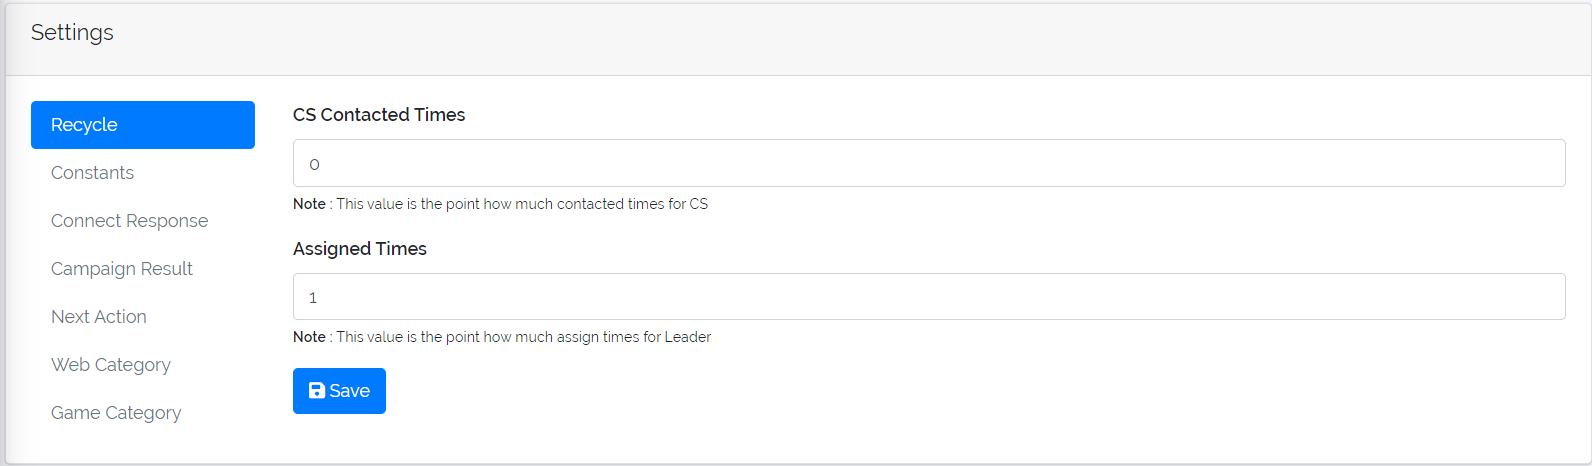 Settings
Recycle
Constants
Connect Response
Campaign Result
Next Action
Web Category
Game Category
CS Contacted Times
0
Note : This value is the point how much contacted times for CS
Assigned Times
1
Note : This value is the point how much assign times for Leader
Save